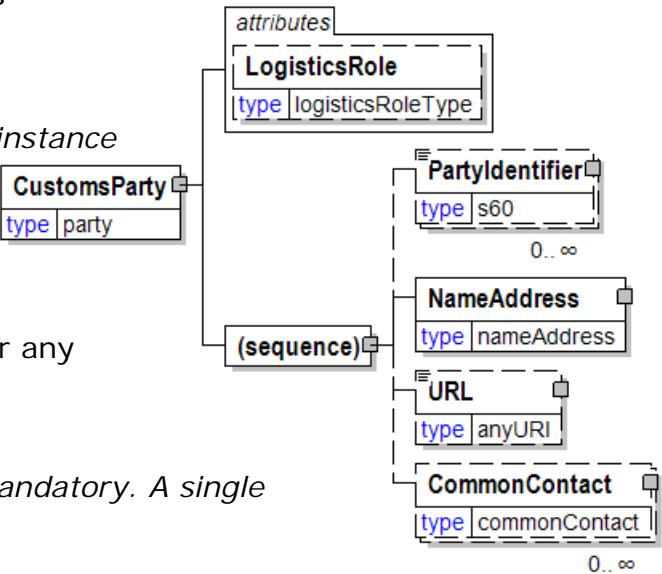 attributes
LogisticsRole
type logisticsRoleType
instance
CustomsParty
type party
PartyIdentifier
type s60
0.. ∞
NameAddress
type nameAddress
r any
(sequence)
URL
type anyURI
andatory. A single
CommonContact
type commonContact
0.. ∞